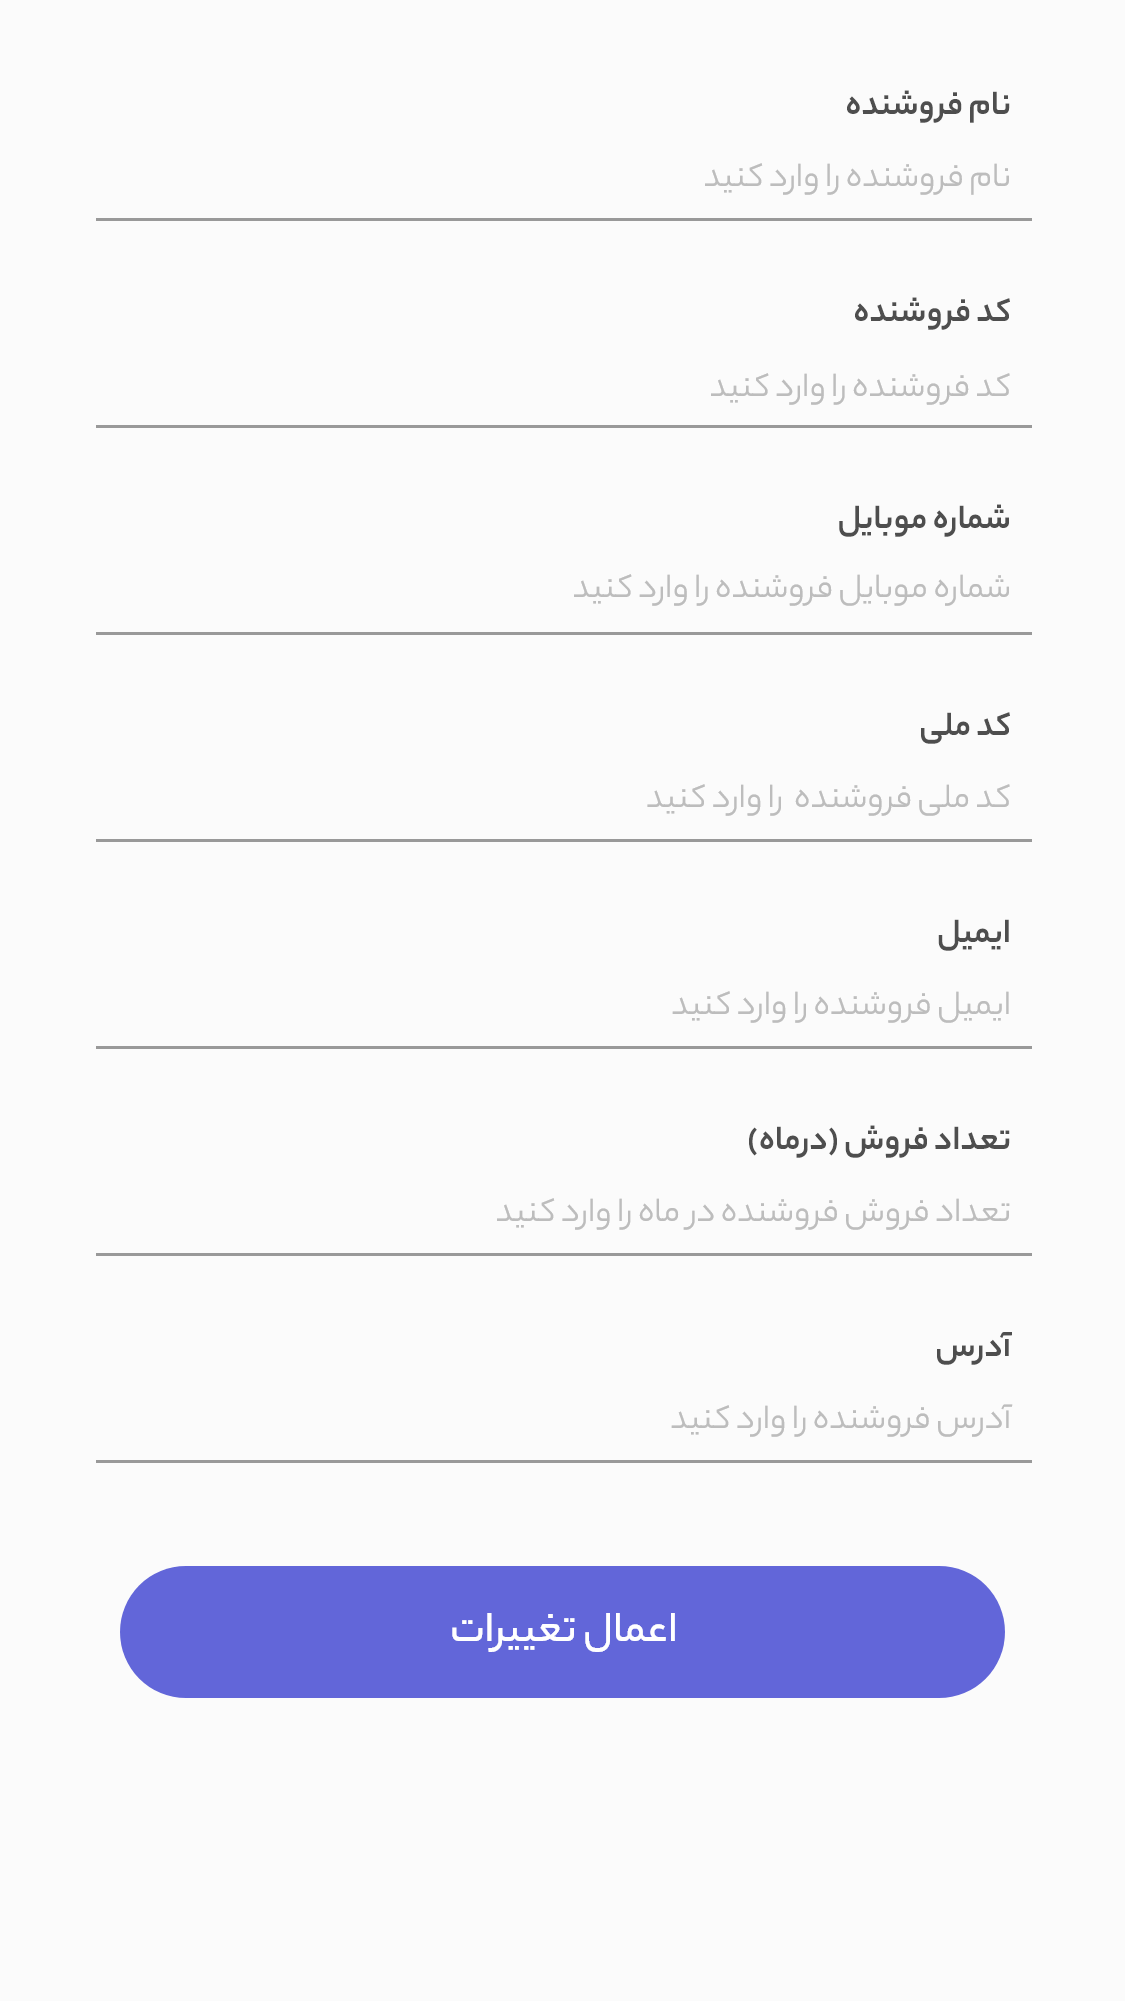 نام فروشنده
نام فروشنده را وارد کنید
کد فروشنده
کد فروشنده را وارد کنید
شماره موبایل
شماره موبایل فروشنده را وارد کنید
کد ملی
کد ملی فروشنده را وارد کنید
ایمیل
ایمیل فروشنده را وارد کنید
تعداد فروش (درماه)
تعداد فروش فروشنده در ماه را وارد کنید
آدرس
آدرس فروشنده را وارد کنید
اعمال تغییرات